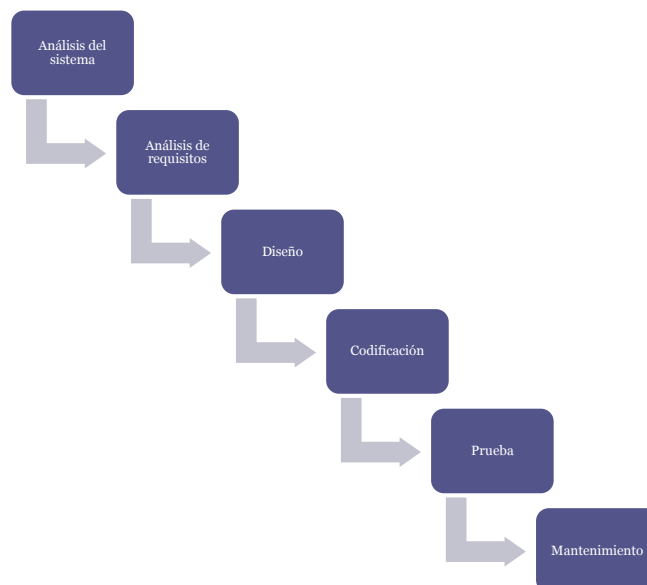 Análisis del
sistema
Análisis de
requisitos
Diseño
Codificación
Prueba
Mantenimiento